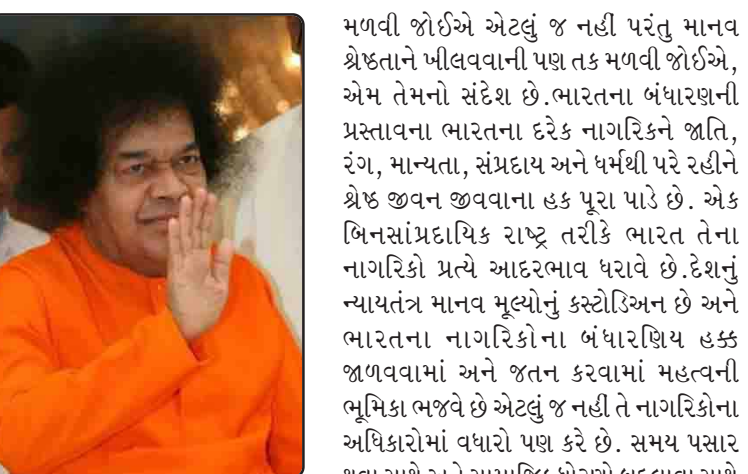 મળવી જોઈએ એટલું જ નહીં પરંતુ માનવ
શ્રેષ્ઠતાને ખીલવવાની પણ તક મળવી જોઈએ,
એમ તેમનો સંદેશ છે.ભારતના બંધારણની
પ્રસ્તાવના ભારતના દરેક નાગરિકને જાતિ,
રંગ, માન્યતા, સંપ્રદાય અને ધર્મથી પરે રહીને
શ્રેષ્ઠ જીવન જીવવાના હક પૂરા પાડે છે. એક
બિનસાંપ્રદાયિક રાષ્ટ્ર તરીકે ભારત તેના
નાગરિકો પ્રત્યે આદરભાવ ધરાવે છે.દેશનું
ન્યાયતંત્ર માનવ મૂલ્યોનું કસ્ટોડિઅન છે અને
ભારતના નાગરિકોના બંધારણિય હક્ક
જાળવવામાં અને જતન કરવામાં મહત્વની
ભૂમિકા ભજવે છે એટલું જ નહીં તે નાગરિકોના
અધિકારોમાં વધારો પણ કરે છે. સમય પસાર